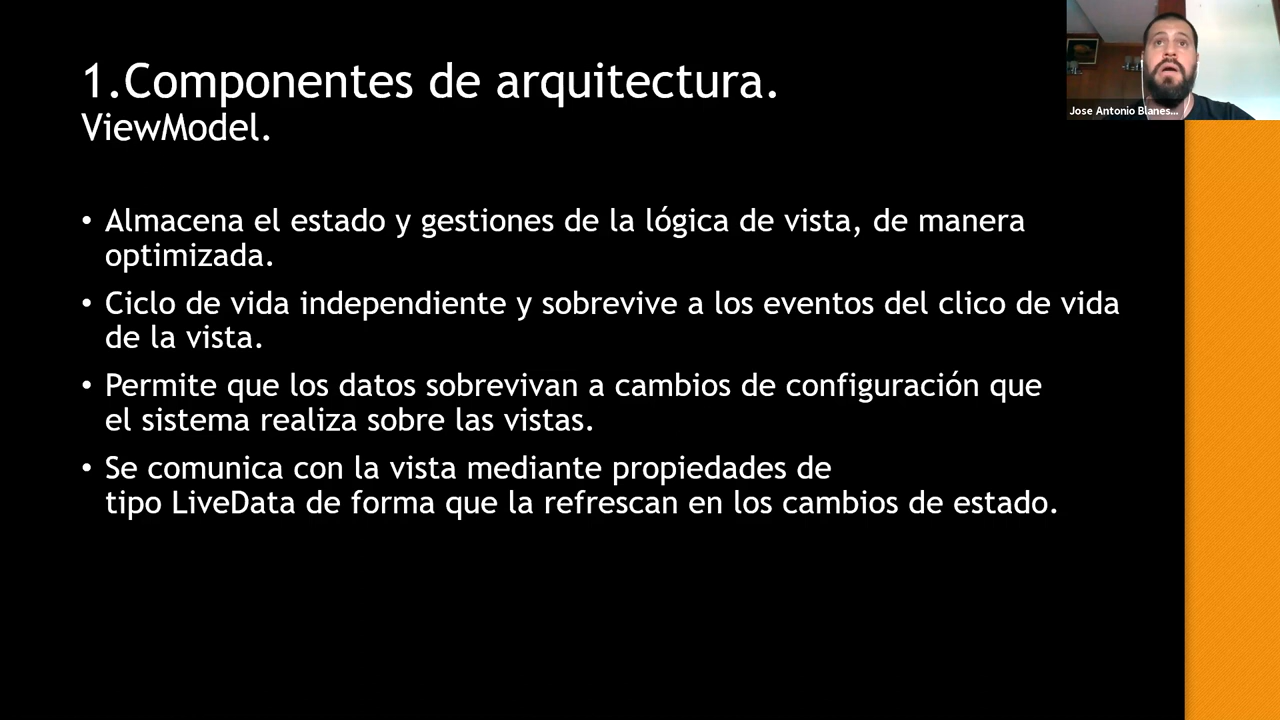 1.Componentes de arquitectura.
ViewModel.
Jose Antonio Blanes...
• Almacena el estado y gestiones de la lógica de vista, de manera
optimizada.
• Ciclo de vida independiente y sobrevive a los eventos del clico de vida
de la vista.
• Permite que los datos sobrevivan a cambios de configuración que
el sistema realiza sobre las vistas.
• Se comunica con la vista mediante propiedades de
tipo LiveData de forma que la refrescan en los cambios de estado.